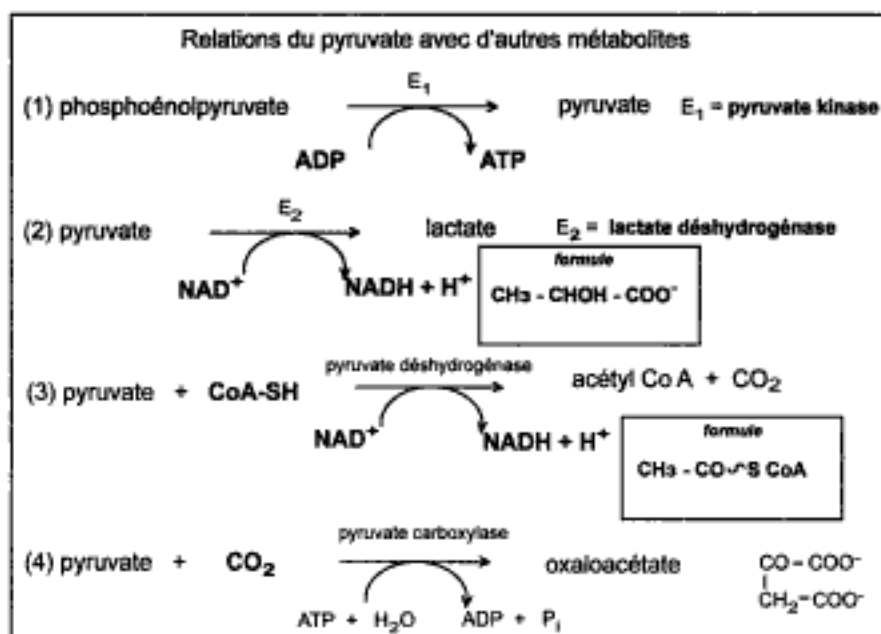 Relations du pyruvate avec d'autres métabolites
E₁
(1) phosphoénolpyruvate pyruvate E₁ = pyruvate kinase
ADP ATP
E₂
(2) pyruvate lactate E₂ = lactate déshydrogénase
NAD⁺ NADH + H⁺
formule
CH₃ - CHOH - COO⁻
pyruvate déshydrogénase
(3) pyruvate + CoA-SH acétyl CoA + CO₂
NAD⁺ NADH + H⁺
formule
CH₃ - CO~S CoA
pyruvate carboxylase
(4) pyruvate + CO₂ oxaloacétate
CO – COO⁻
CH₂ – COO⁻
ATP + H₂O ADP + Pᵢ